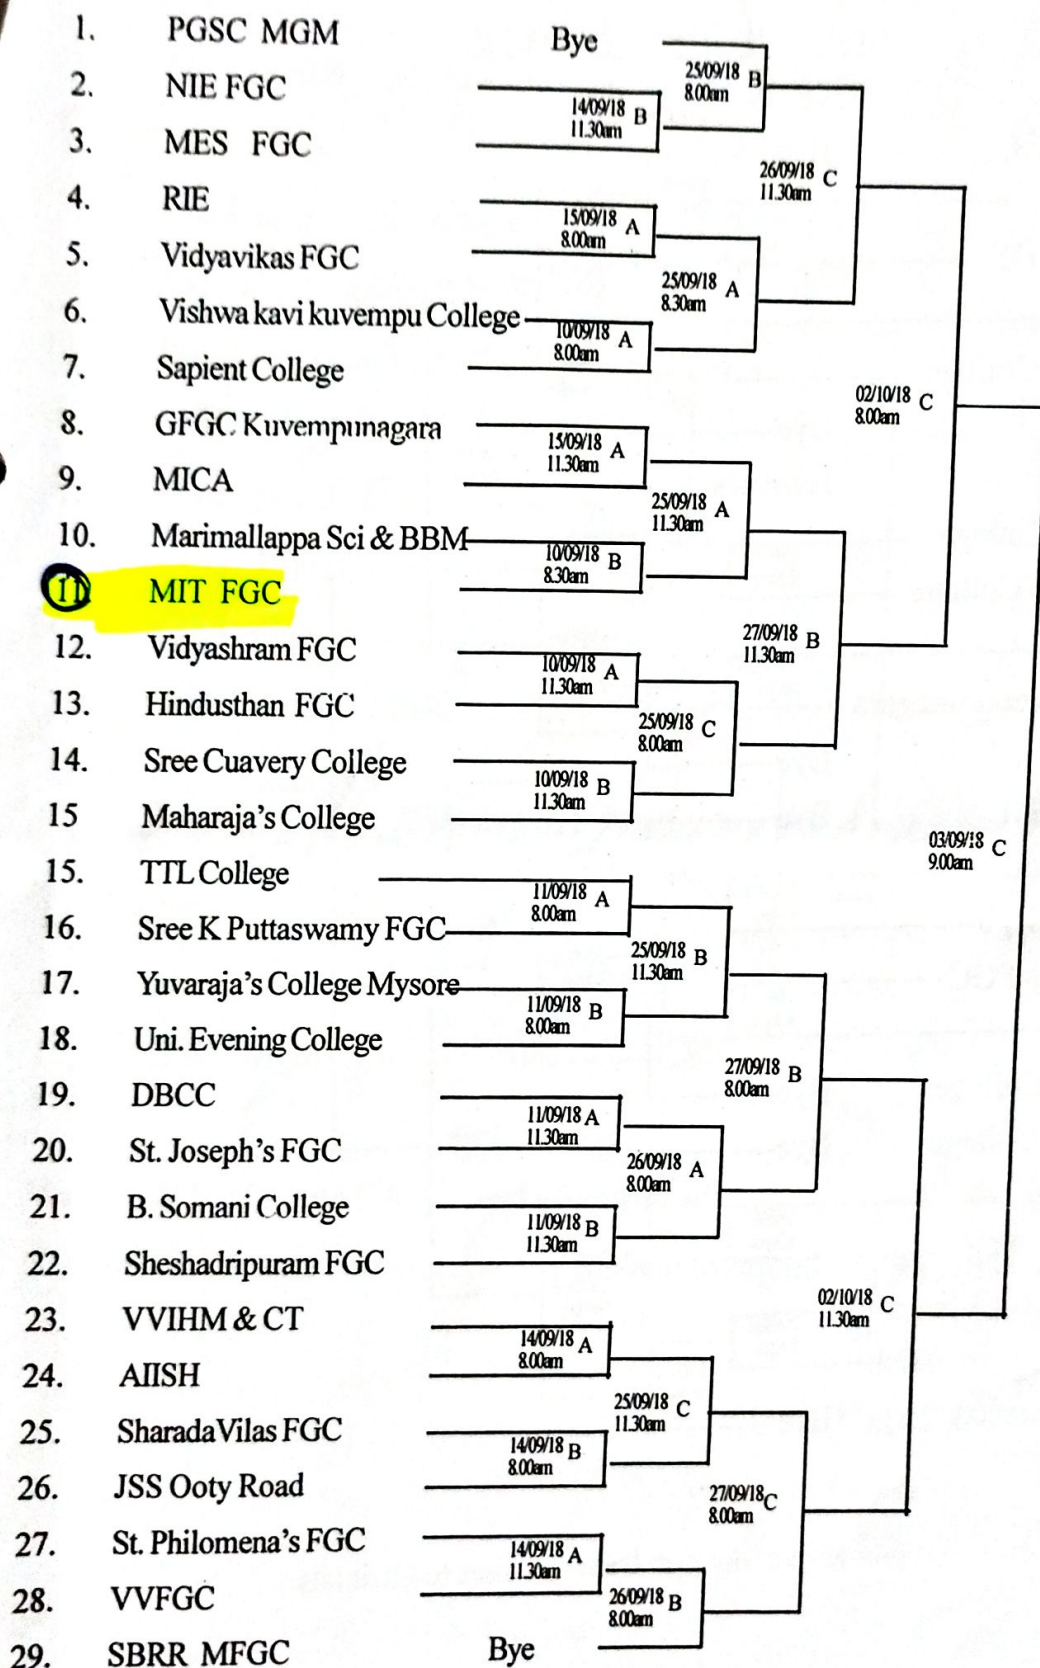 1. PGSC MGM Bye
25/09/18 B
8.00am
2. NIE FGC
14/09/18 B
11.30am
3. MES FGC
26/09/18 C
11.30am
4. RIE
15/09/18 A
8.00am
5. Vidyavikas FGC
25/09/18 A
8.30am
6. Vishwa kavi kuvempu College
10/09/18 A
8.00am
7. Sapient College
02/10/18 C
8.00am
8. GFGC Kuvempunagara
15/09/18 A
11.30am
9. MICA
25/09/18 A
11.30am
10. Marimallappa Sci & BBM
10/09/18 B
8.30am
11 MIT FGC
27/09/18 B
11.30am
12. Vidyashram FGC
10/09/18 A
11.30am
13. Hindusthan FGC
25/09/18 C
8.00am
14. Sree Cuavery College
10/09/18 B
11.30am
15 Maharaja's College
03/09/18 C
9.00am
15. TTL College
11/09/18 A
8.00am
16. Sree K Puttaswamy FGC
25/09/18 B
11.30am
17. Yuvaraja's College Mysore
11/09/18 B
8.00am
18. Uni. Evening College
27/09/18 B
8.00am
19. DBCC
11/09/18 A
11.30am
20. St. Joseph's FGC
26/09/18 A
8.00am
21. B. Somani College
11/09/18 B
11.30am
22. Sheshadripuram FGC
02/10/18 C
11.30am
23. VVIHM & CT
14/09/18 A
8.00am
24. AIISH
25/09/18 C
11.30am
25. Sharada Vilas FGC
14/09/18 B
8.00am
26. JSS Ooty Road
27/09/18 C
8.00am
27. St. Philomena's FGC
14/09/18 A
11.30am
28. VVFGC
26/09/18 B
8.00am
29. SBRR MFGC Bye